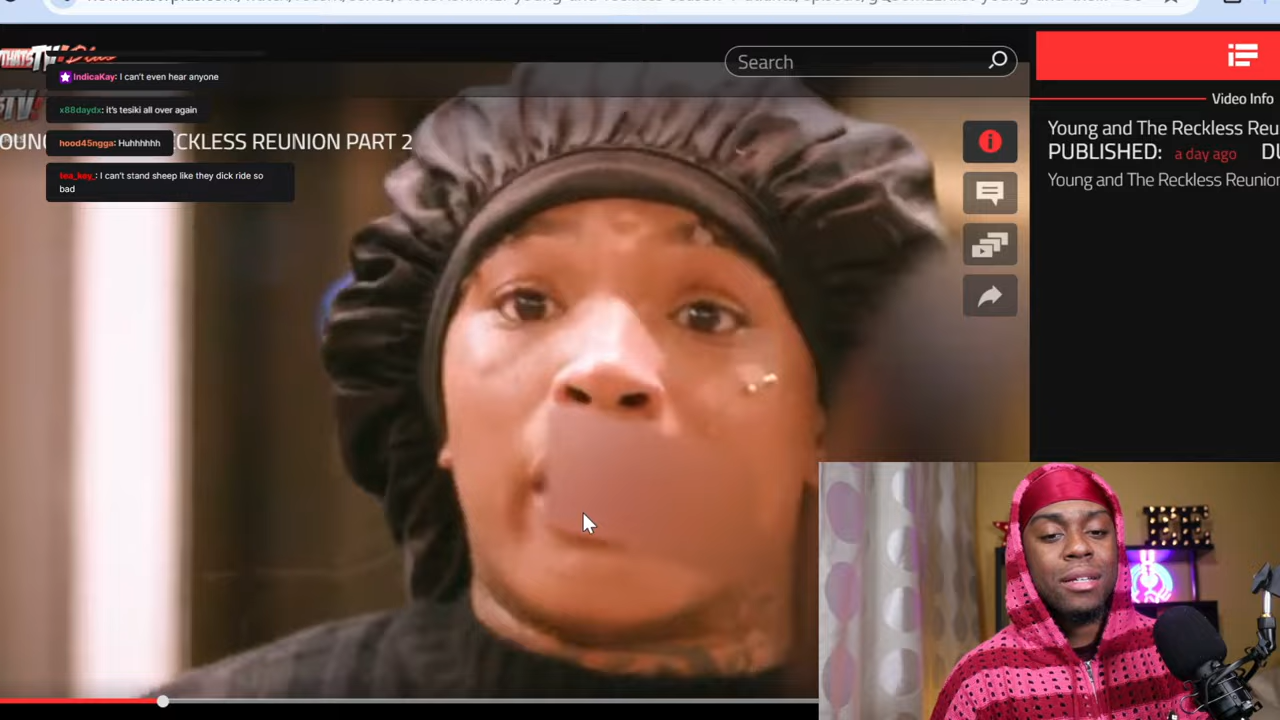 Search
IndicaKay: I can't even hear anyone
x88daydx: it's tesiki all over again
hood45ngga: Huhhhhhh
CKLESS REUNION PART 2
tea_key_: I can't stand sheep like they dick ride so
bad
Video Info
Young and The Reckless Reu
PUBLISHED: a day ago DU
Young and The Reckless Reunion